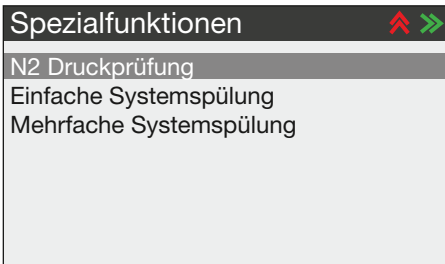 Spezialfunktionen
N2 Druckprüfung
Einfache Systemspülung
Mehrfache Systemspülung